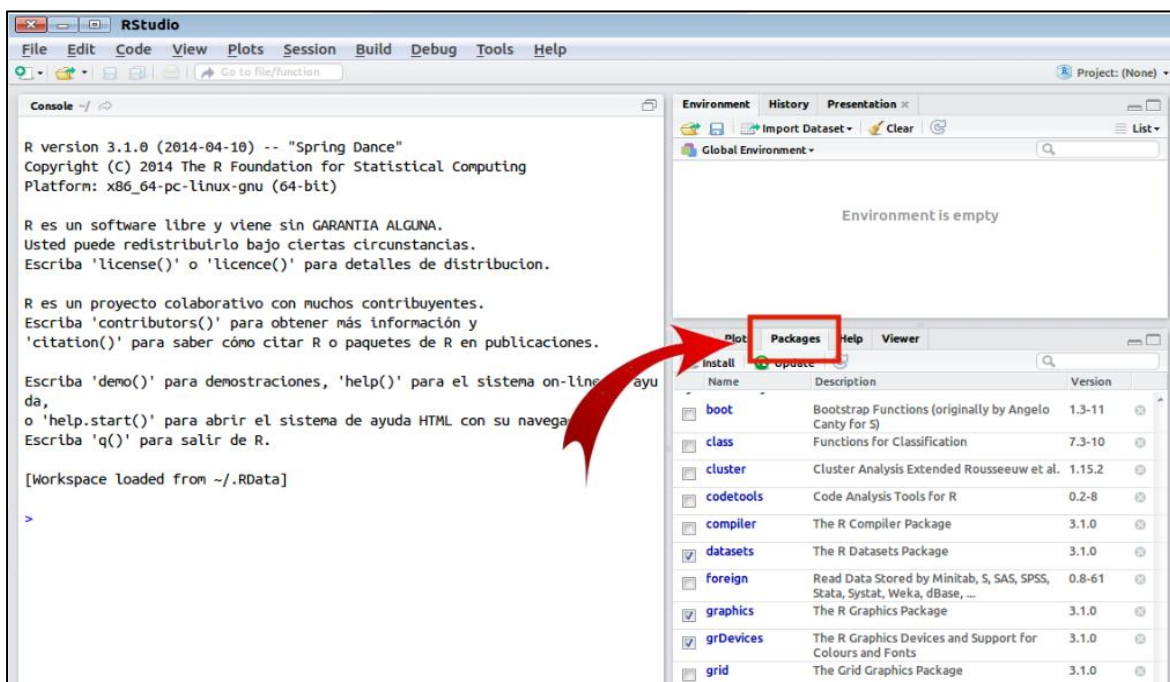 RStudio
File Edit Code View Plots Session Build Debug Tools Help
Go to file/function
Project: (None)
Console ~/
R version 3.1.0 (2014-04-10) -- "Spring Dance"
Copyright (C) 2014 The R Foundation for Statistical Computing
Platform: x86_64-pc-linux-gnu (64-bit)
R es un software libre y viene sin GARANTIA ALGUNA.
Usted puede redistribuirlo bajo ciertas circunstancias.
Escriba 'license()' o 'licence()' para detalles de distribucion.
R es un proyecto colaborativo con muchos contribuyentes.
Escriba 'contributors()' para obtener más información y
'citation()' para saber cómo citar R o paquetes de R en publicaciones.
Escriba 'demo()' para demostraciones, 'help()' para el sistema on-line ayu
da,
o 'help.start()' para abrir el sistema de ayuda HTML con su
Escriba 'q()' para salir de R.
[Workspace loaded from ~/.RData]
>
Environment History Presentation
Import Dataset Clear List
Global Environment
Environment is empty
Packages Help Viewer
Install Update
Name Description Version
boot Bootstrap Functions (originally by Angelo 1.3-11
Canty for S)
class Functions for Classification 7.3-10
cluster Cluster Analysis Extended Rousseeuw et al. 1.15.2
codetools Code Analysis Tools for R 0.2-8
compiler The R Compiler Package 3.1.0
datasets The R Datasets Package 3.1.0
foreign Read Data Stored by Minitab, S, SAS, SPSS, 0.8-61
Stata, Systat, Weka, dBase, ...
graphics The R Graphics Package 3.1.0
grDevices The R Graphics Devices and Support for 3.1.0
Colours and Fonts
grid The Grid Graphics Package 3.1.0